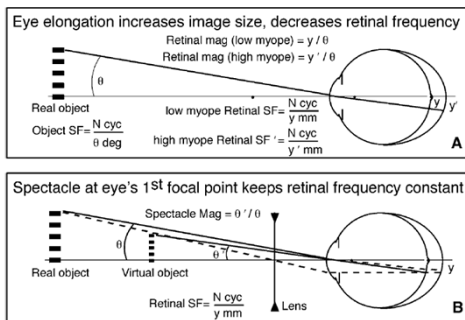 Eye elongation increases image size, decreases retinal frequency
Retinal mag (low myope) = y / θ
Retinal mag (high myope) = y ′ / θ
θ
Real object
Object SF= N cyc / θ deg
low myope Retinal SF= N cyc / y mm
high myope Retinal SF ′ = N cyc / y′ mm
y
y′
A
Spectacle at eye's 1st focal point keeps retinal frequency constant
Spectacle Mag = θ ′ / θ
θ
θ ′
y
Real object
Virtual object
Retinal SF= N cyc / y mm
Lens
B